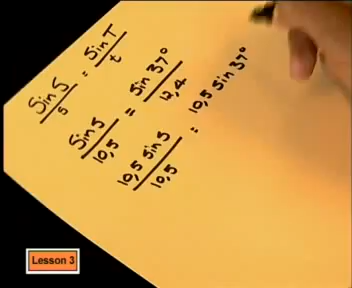 Sin S / s = Sin T / t
Sin S / 10,5 = Sin 37° / 12,4
10,5 Sin S / 10,5 = 10,5 Sin 37°
Lesson 3